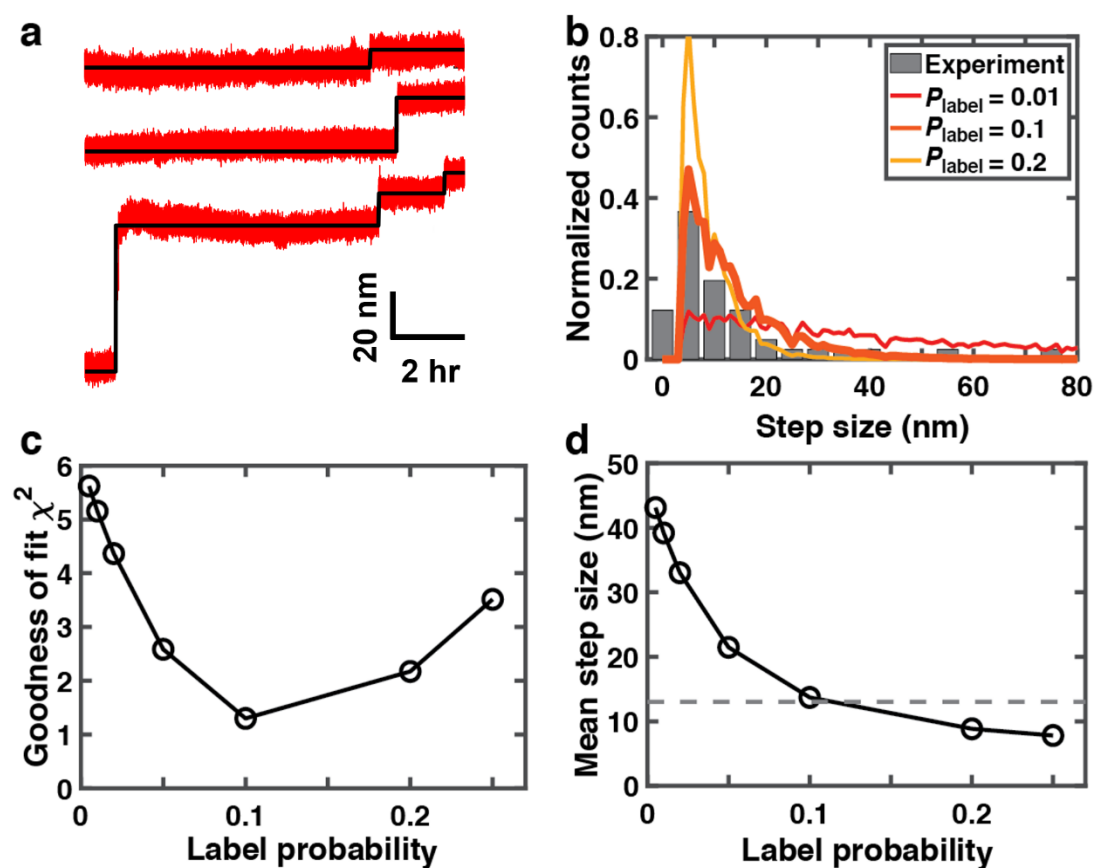 a
20 nm
2 hr
b
0.8
0.6
0.4
0.2
0
Normalized counts
Experiment
Plabel = 0.01
Plabel = 0.1
Plabel = 0.2
0 20 40 60 80
Step size (nm)
c
6
5
4
3
2
1
0
Goodness of fit χ²
0 0.1 0.2
Label probability
d
50
40
30
20
10
0
Mean step size (nm)
0 0.1 0.2
Label probability